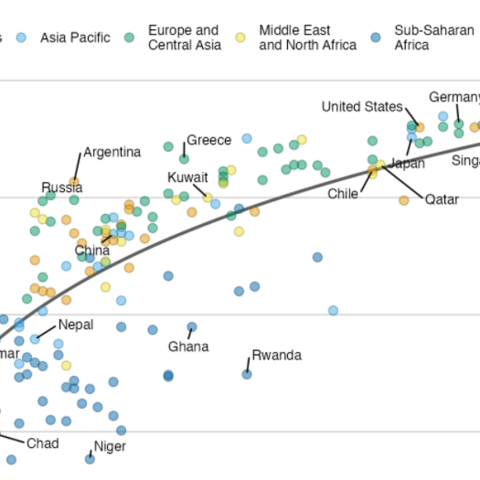 Asia Pacific
Europe and
Central Asia
Middle East
and North Africa
Sub-Saharan
Africa
Germany
United States
Greece
Argentina
Japan
Kuwait
Russia
Chile
Qatar
China
Nepal
Ghana
Rwanda
Chad
Niger